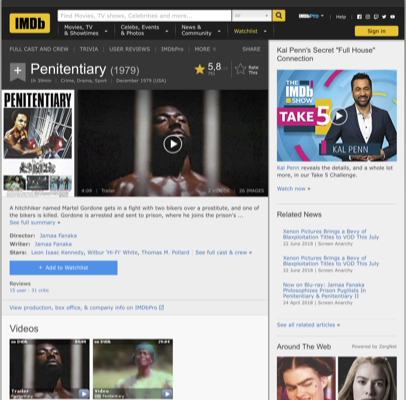 IMDb
Find Movies, TV shows, Celebrities and more...
All
IMDbPro
Help
Movies, TV
& Showtimes
Celebs, Events
& Photos
News &
Community
Watchlist
Sign in
FULL CAST AND CREW | TRIVIA | USER REVIEWS | IMDbPro | MORE
SHARE
Penitentiary (1979)
5,8
Rate
This
1h 39min | Crime, Drama, Sport | December 1979 (USA)
PENITENTIARY
4:09 | Trailer
2 VIDEOS | 26 IMAGES
A hitchiker named Martel Gordone gets in a fight with two bikers over a prostitute, and one
of the bikers is killed. Gordone is arrested and sent to prison, where he joins the prison's ...
See full summary »
Director: Jamaa Fanaka
Writer: Jamaa Fanaka
Stars: Leon Isaac Kennedy, Wilbur 'Hi-Fi' White, Thomas M. Pollard | See full cast & crew »
+ Add to Watchlist
Reviews
15 user | 31 critic
View production, box office, & company info on IMDbPro
Videos
Trailer
Penitentiary
Video
Penitentiary
Kal Penn's Secret "Full House"
Connection
THE
IMDb
SHOW
TAKE 5
KAL PENN
Kal Penn reveals the details, and a whole lot
more, in our Take 5 Challenge.
Watch now »
Related News
Xenon Pictures Brings a Bevy of
Blaxploitation Titles to VOD This July
22 June 2018 | Screen Anarchy
Xenon Pictures Brings a Bevy of
Blaxploitation Titles to VOD This July
22 June 2018 | Screen Anarchy
Now on Blu-ray: Jamaa Fanaka
Philosophizes Prison Pugilists In
Penitentiary & Penitentiary II
24 April 2018 | Screen Anarchy
See all related articles »
Around The Web
Powered by ZergNet